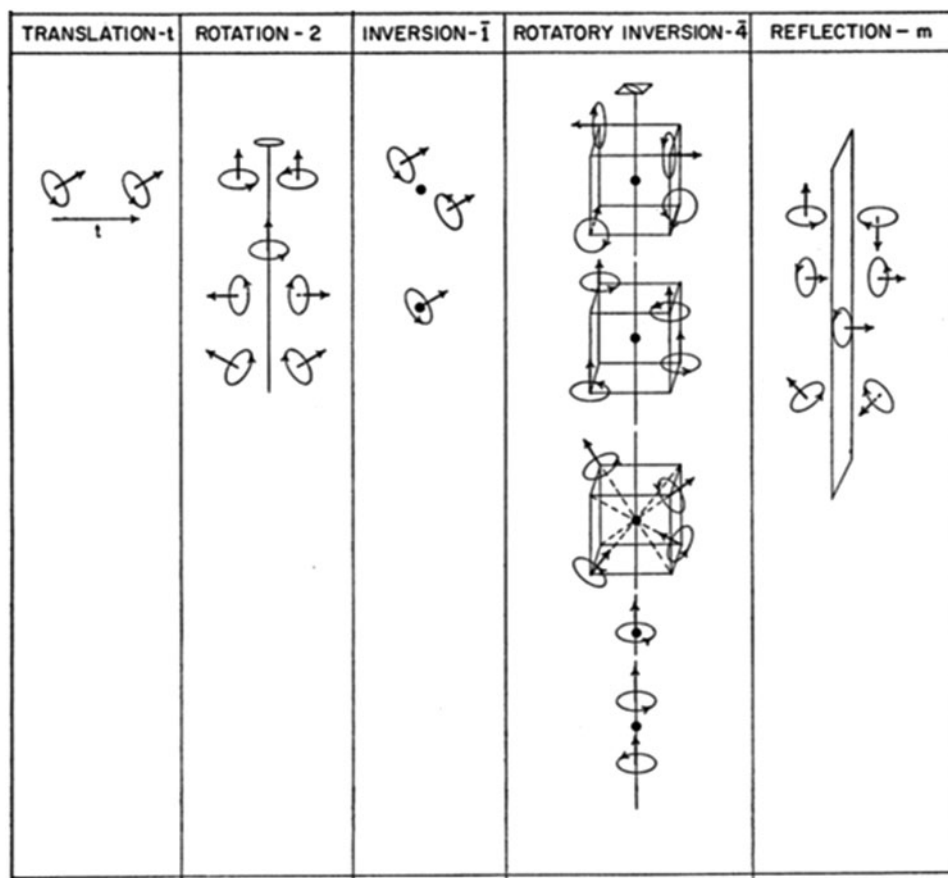 TRANSLATION-t
ROTATION - 2
INVERSION-1̄
ROTATORY INVERSION-4̄
REFLECTION - m
t